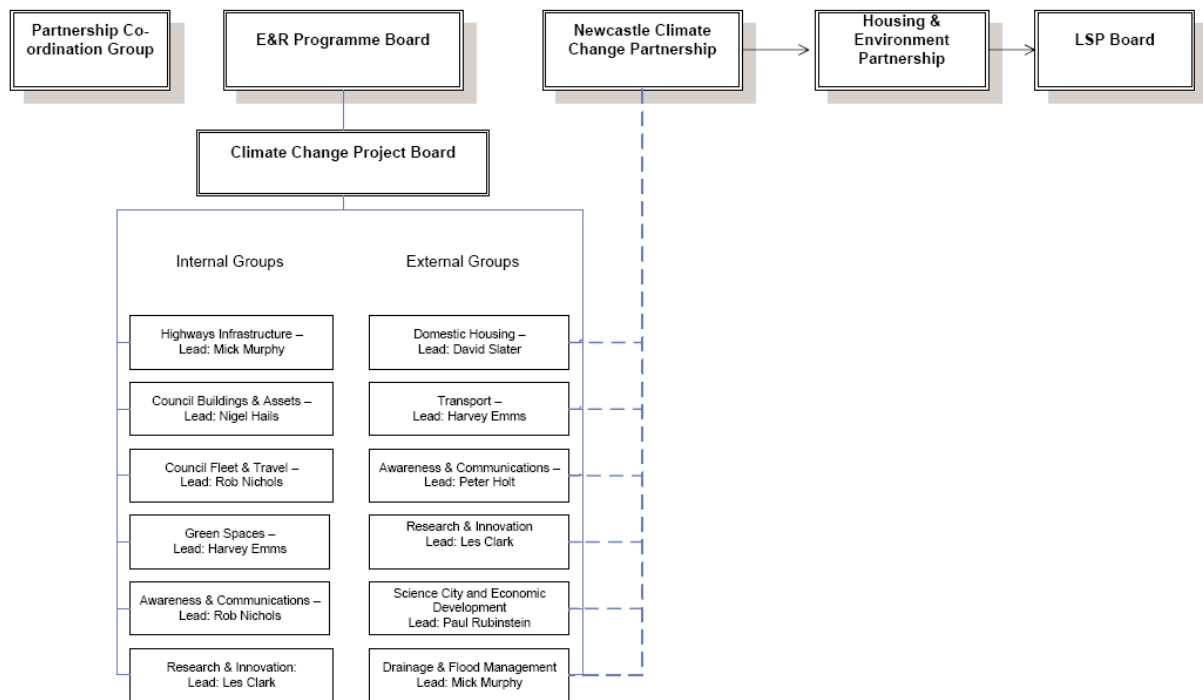 Partnership Co-
ordination Group
E&R Programme Board
Newcastle Climate
Change Partnership
Housing &
Environment
Partnership
LSP Board
Climate Change Project Board
Internal Groups
External Groups
Highways Infrastructure –
Lead: Mick Murphy
Domestic Housing –
Lead: David Slater
Council Buildings & Assets –
Lead: Nigel Hails
Transport –
Lead: Harvey Emms
Council Fleet & Travel –
Lead: Rob Nichols
Awareness & Communications –
Lead: Peter Holt
Green Spaces –
Lead: Harvey Emms
Research & Innovation
Lead: Les Clark
Awareness & Communications –
Lead: Rob Nichols
Science City and Economic
Development
Lead: Paul Rubinstein
Research & Innovation:
Lead: Les Clark
Drainage & Flood Management
Lead: Mick Murphy